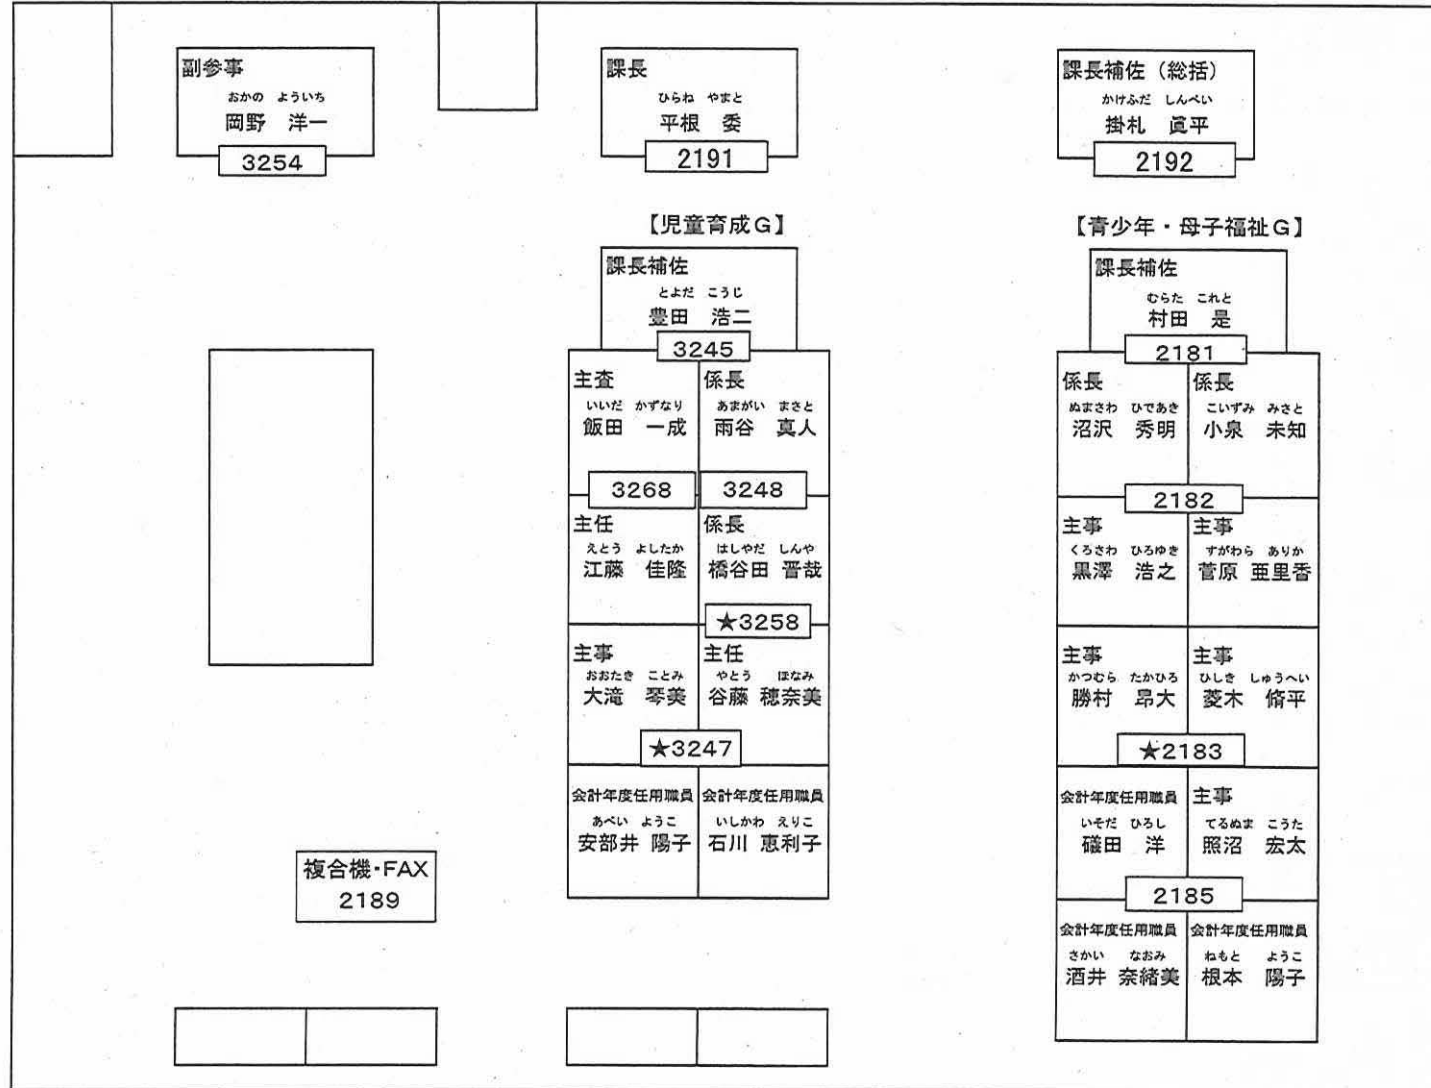 副参事
おかの よういち
岡野 洋一
3254
課長
ひらね やまと
平根 委
2191
課長補佐（総括）
かけふだ しんぺい
掛札 眞平
2192
【児童育成G】
課長補佐
とよだ こうじ
豊田 浩二
3245
主査
いいだ かずなり
飯田 一成
係長
あまがい まさと
雨谷 真人
3268
3248
主任
えとう よしたか
江藤 佳隆
係長
はしやだ しんや
橋谷田 晋哉
★3258
主事
おおたき ことみ
大滝 琴美
主任
やとう ほなみ
谷藤 穂奈美
★3247
会計年度任用職員
あべい ようこ
安部井 陽子
会計年度任用職員
いしかわ えりこ
石川 恵利子
【青少年・母子福祉G】
課長補佐
むらた これと
村田 是
2181
係長
ぬまさわ ひであき
沼沢 秀明
係長
こいずみ みさと
小泉 未知
2182
主事
くろさわ ひろゆき
黒澤 浩之
主事
すがわら ありか
菅原 亜里香
主事
かつむら たかひろ
勝村 昂大
主事
ひしき しゅうへい
菱木 脩平
★2183
会計年度任用職員
いそだ ひろし
礒田 洋
主事
てるぬま こうた
照沼 宏太
2185
会計年度任用職員
さかい なおみ
酒井 奈緒美
会計年度任用職員
ねもと ようこ
根本 陽子
複合機・FAX
2189